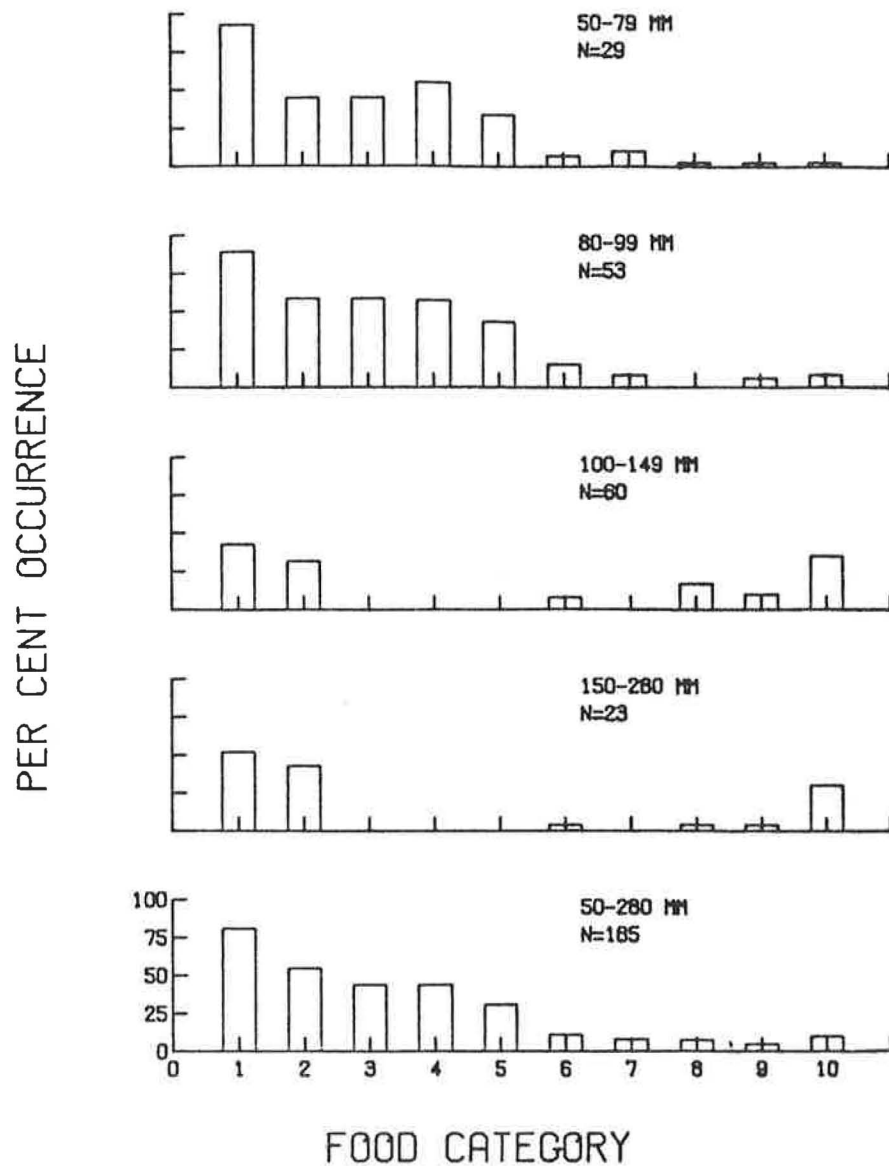 50-79 MM
N=29
80-99 MM
N=53
100-149 MM
N=60
150-280 MM
N=23
50-280 MM
N=165
100
75
50
25
0
0 1 2 3 4 5 6 7 8 9 10
PER CENT OCCURRENCE
FOOD CATEGORY